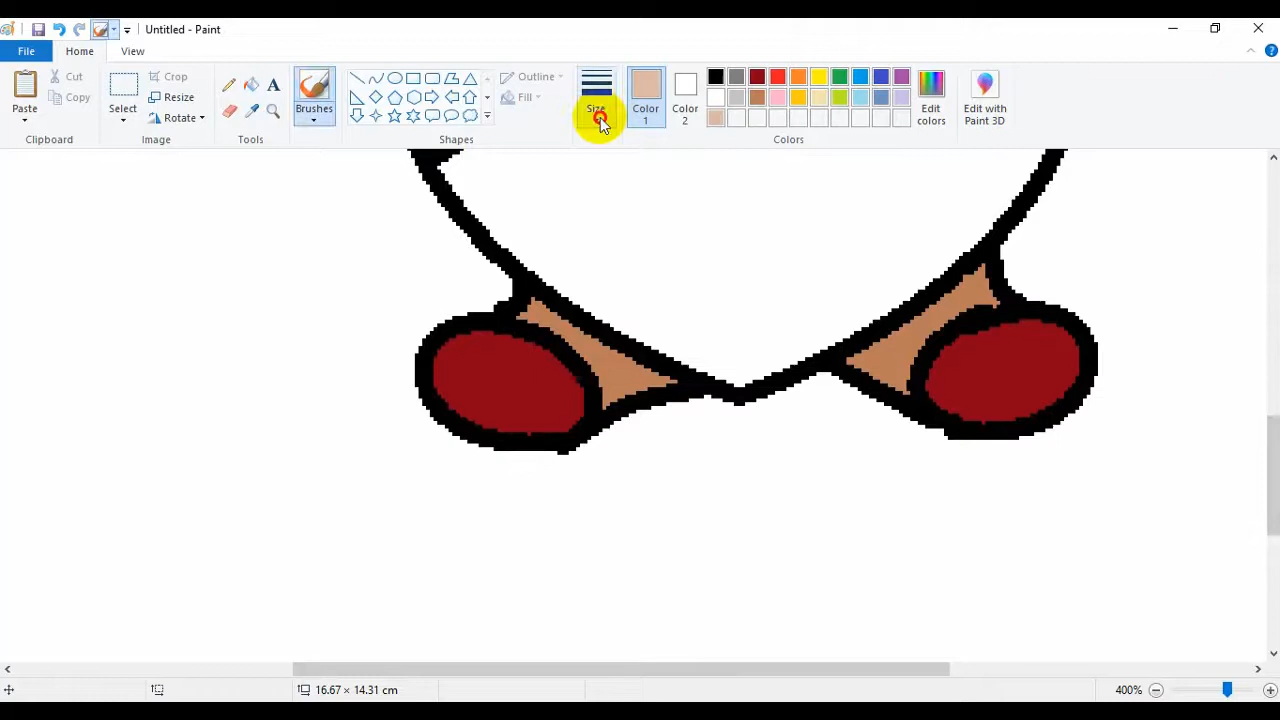 Untitled - Paint
File
Home
View
Paste
Cut
Copy
Clipboard
Select
Crop
Resize
Rotate
Image
A
Tools
Brushes
Outline
Fill
Shapes
Size
Color 1
Color 2
Edit colors
Colors
Edit with Paint 3D
16.67 × 14.31 cm
400%